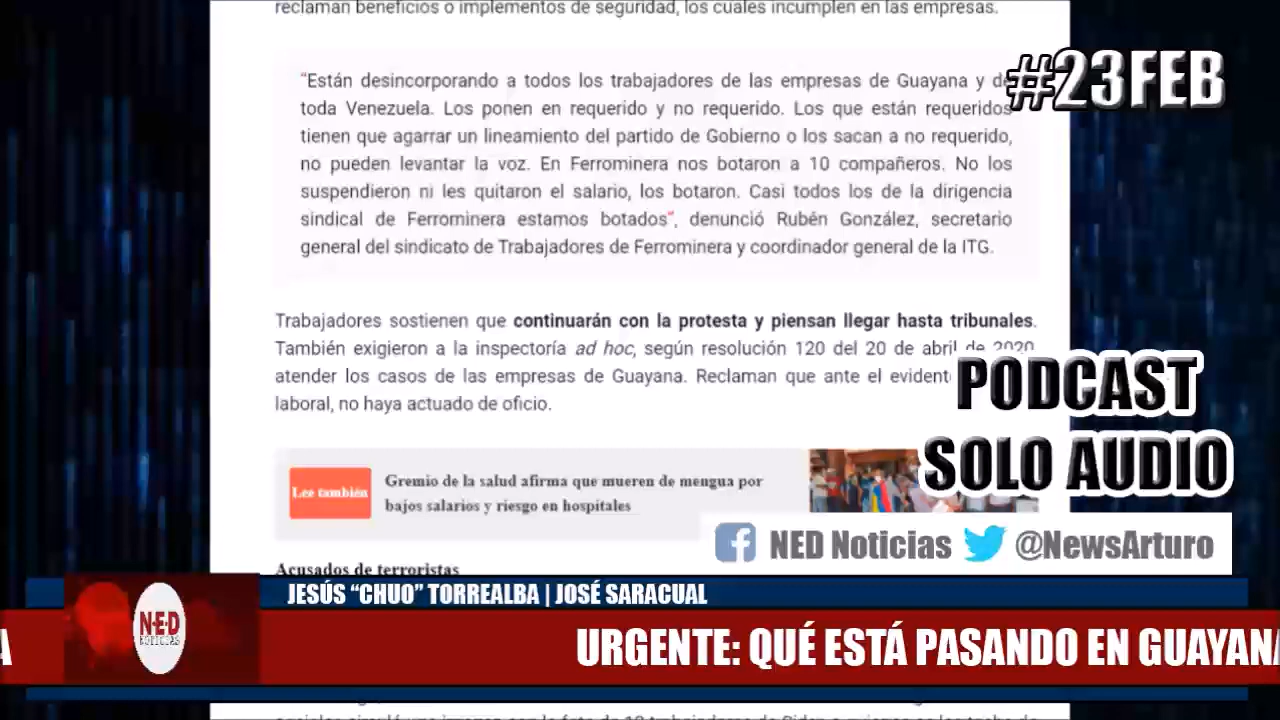 reclaman beneficios o implementos de seguridad, los cuales incumplen en las empresas.
#23FEB
“Están desincorporando a todos los trabajadores de las empresas de Guayana y de
toda Venezuela. Los ponen en requerido y no requerido. Los que están requeridos
tienen que agarrar un lineamiento del partido de Gobierno o los sacan a no requerido,
no pueden levantar la voz. En Ferrominera nos botaron a 10 compañeros. No los
suspendieron ni les quitaron el salario, los botaron. Casi todos los de la dirigencia
sindical de Ferrominera estamos botados”, denunció Rubén González, secretario
general del sindicato de Trabajadores de Ferrominera y coordinador general de la ITG.
Trabajadores sostienen que continuarán con la protesta y piensan llegar hasta tribunales.
También exigieron a la inspectoría ad hoc, según resolución 120 del 20 de abril de 2020
atender los casos de las empresas de Guayana. Reclaman que ante el evident
laboral, no haya actuado de oficio.
PODCAST
SOLO AUDIO
Lee también
Gremio de la salud afirma que mueren de mengua por
bajos salarios y riesgo en hospitales
NED Noticias @NewsArturo
Acusados de terroristas
JESÚS “CHUO” TORREALBA | JOSÉ SARACUAL
N·E·D
NOTICIAS
A URGENTE: QUÉ ESTÁ PASANDO EN GUAYANA